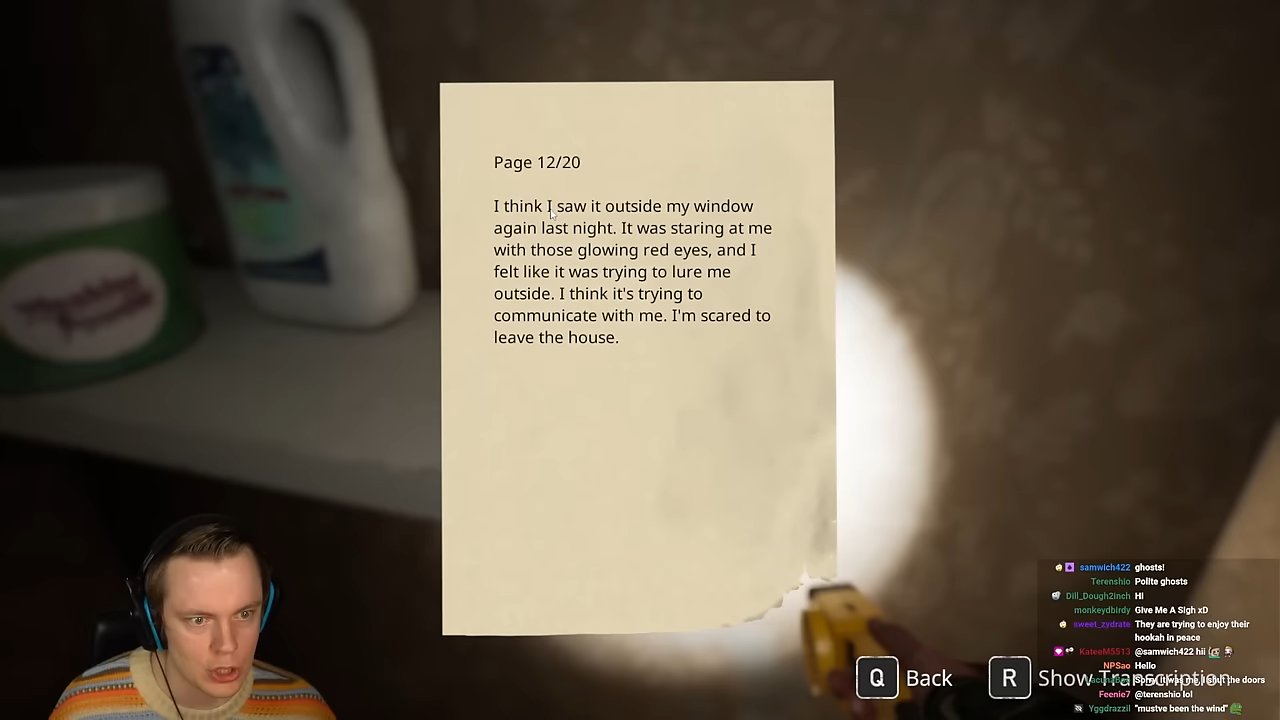 Page 12/20
I think I saw it outside my window
again last night. It was staring at me
with those glowing red eyes, and I
felt like it was trying to lure me
outside. I think it's trying to
communicate with me. I'm scared to
leave the house.
Q Back R Show
samwich422 ghosts!
Terenshio Polite ghosts
Dill_Dough2Inch Hi
monkeydbirdy Give Me A Sigh xD
sweet_zydrate They are trying to enjoy their
hookah in peace
KateeM5513 @samwich422 hii
NPSao Hello
the doors
Feenie7 @terenshio lol
Yggdrazzil "mustve been the wind"